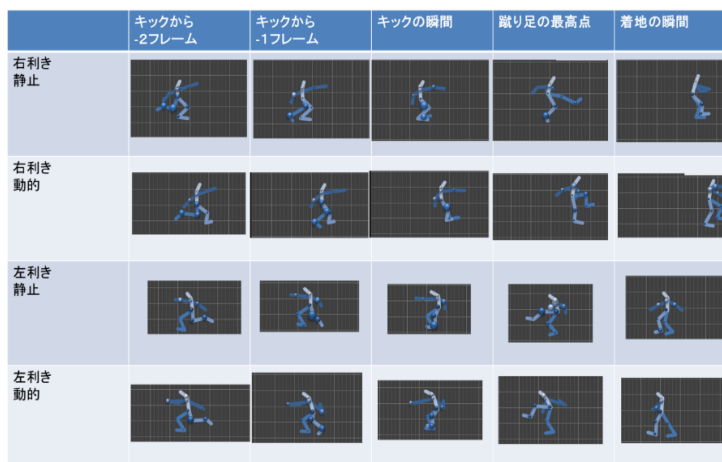 キックから
-2フレーム
キックから
-1フレーム
キックの瞬間
蹴り足の最高点
着地の瞬間
右利き
静止
右利き
動的
左利き
静止
左利き
動的